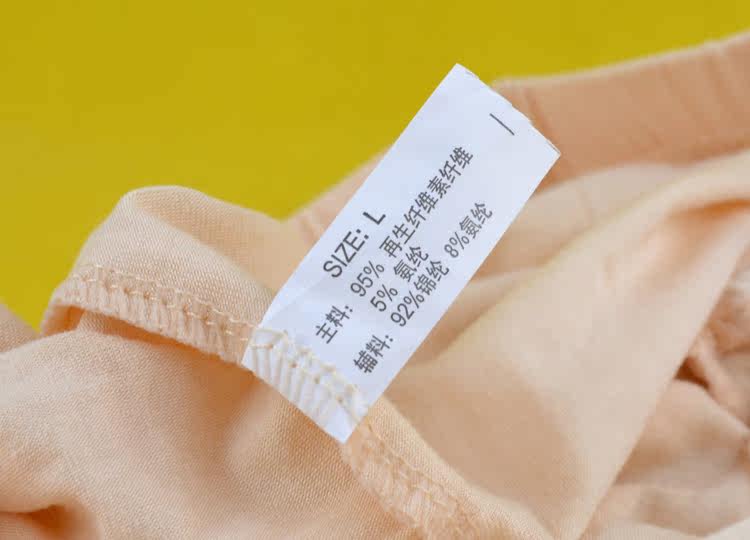 SIZE: L
主料: 95% 再生纤维素纤维
5% 氨纶
辅料: 92%锦纶 8%氨纶